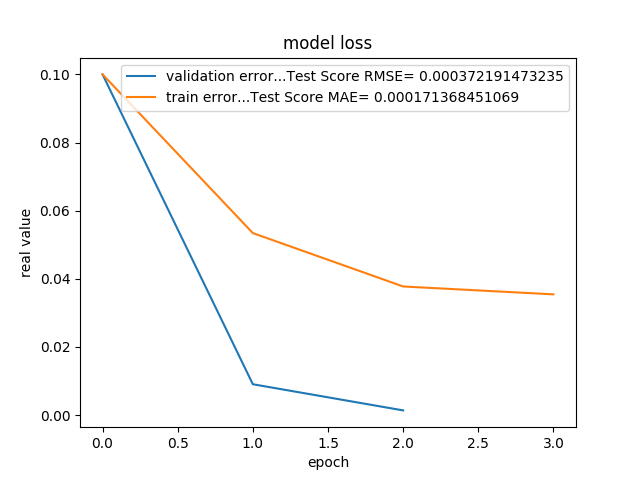 model loss
validation error...Test Score RMSE= 0.000372191473235
train error...Test Score MAE= 0.000171368451069
0.10
0.08
0.06
0.04
0.02
0.00
real value
0.0 0.5 1.0 1.5 2.0 2.5 3.0
epoch